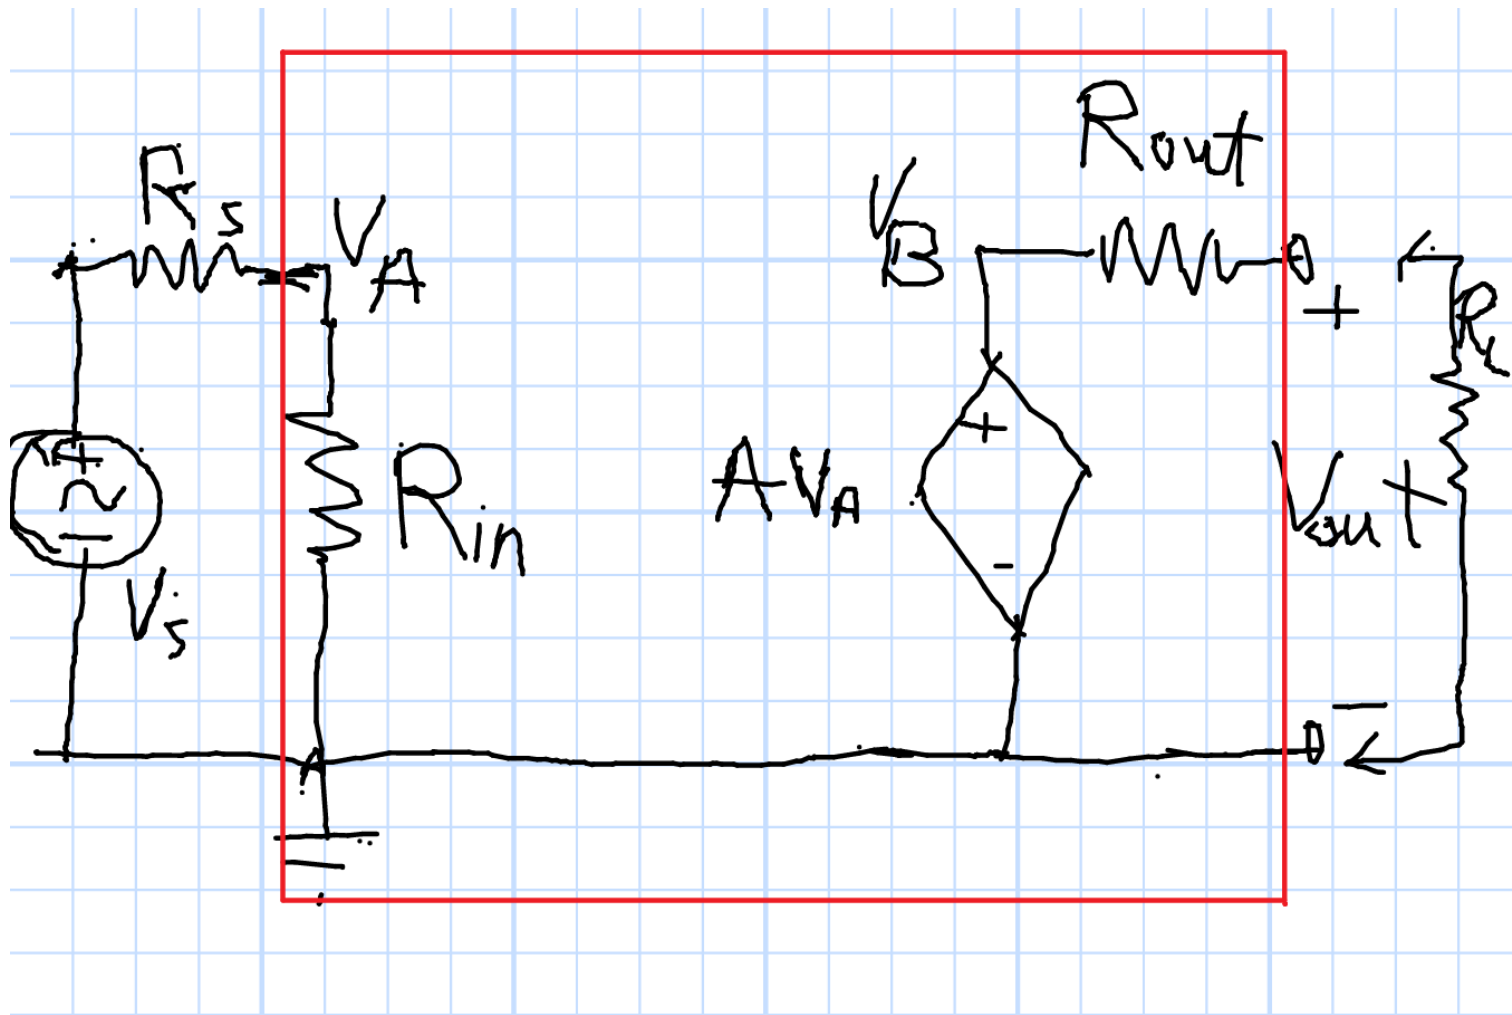 Rout
Rs
VA
VB
+
RL
+
+
Rin
AVA
Vout
-
-
Vs
-